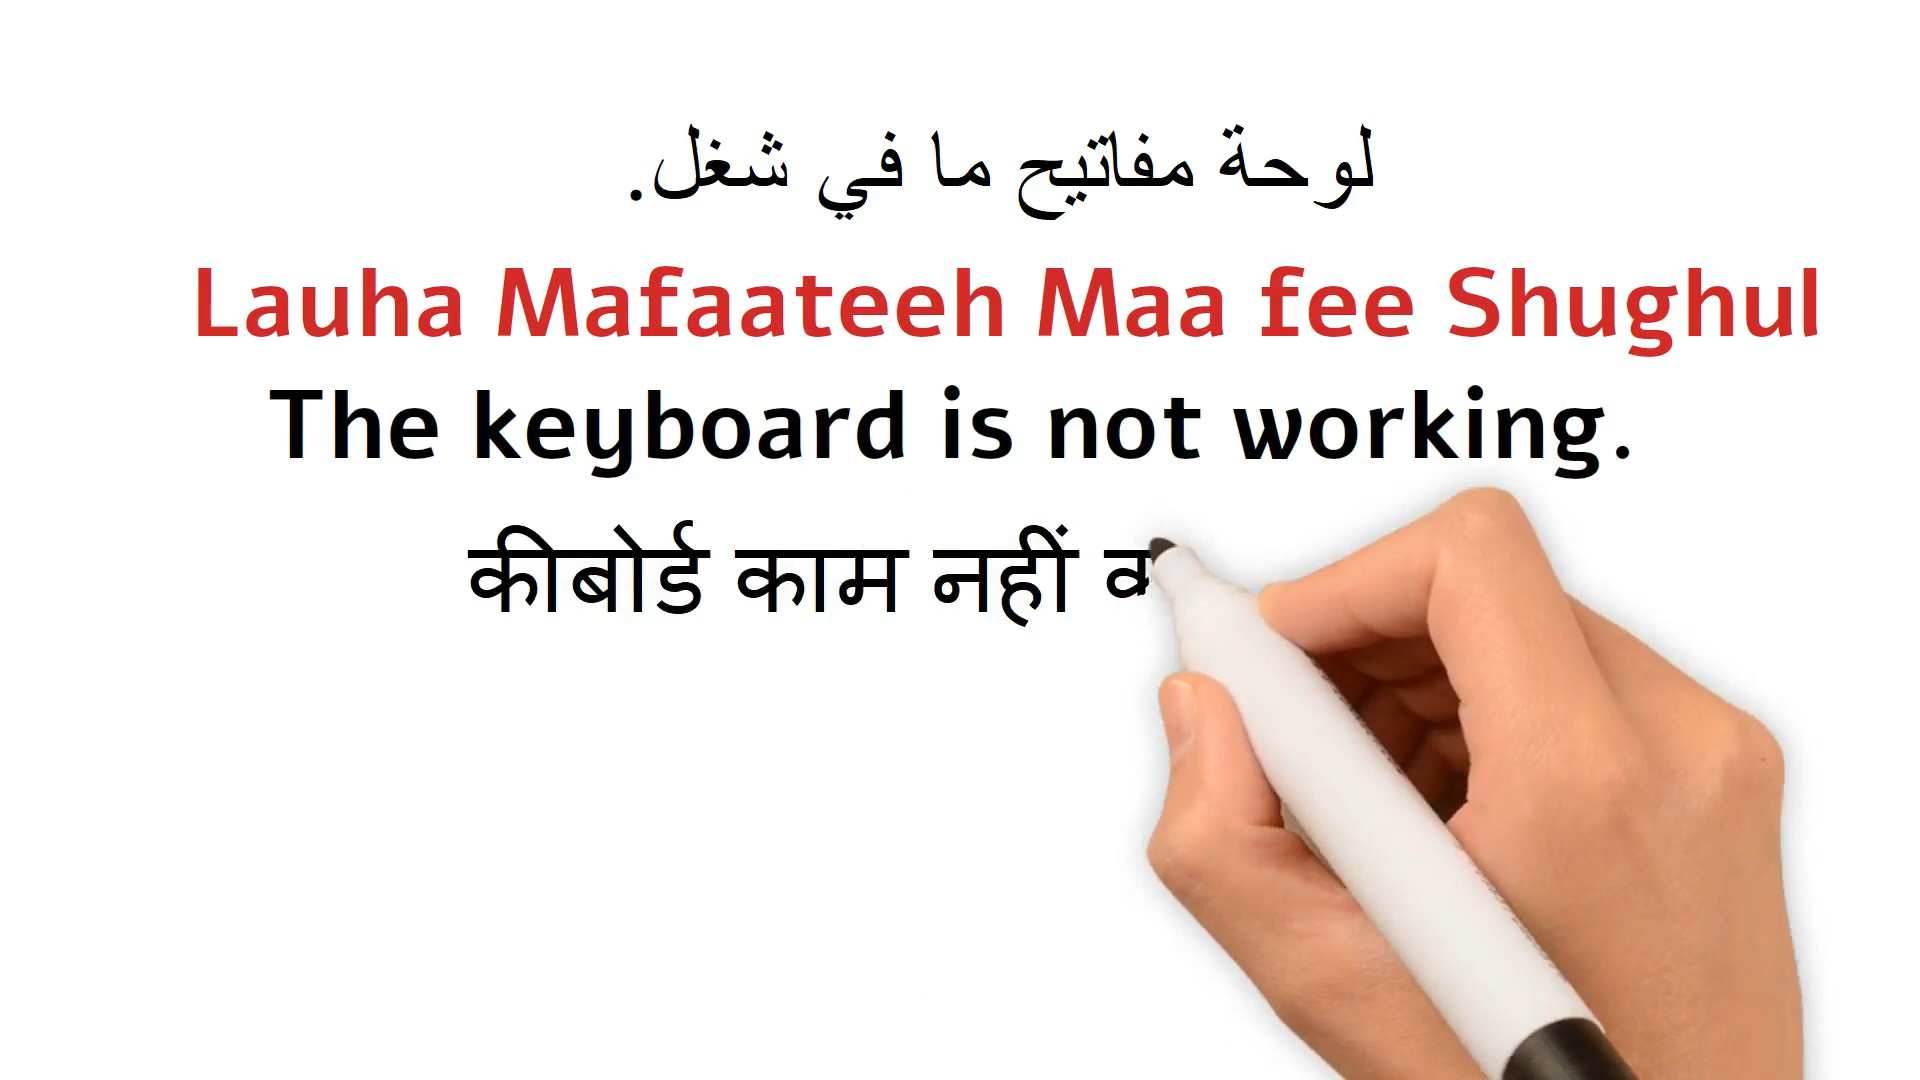 لوحة مفاتيح ما في شغل.
Lauha Mafaateeh Maa fee Shughul
The keyboard is not working.
कीबोर्ड काम नहीं